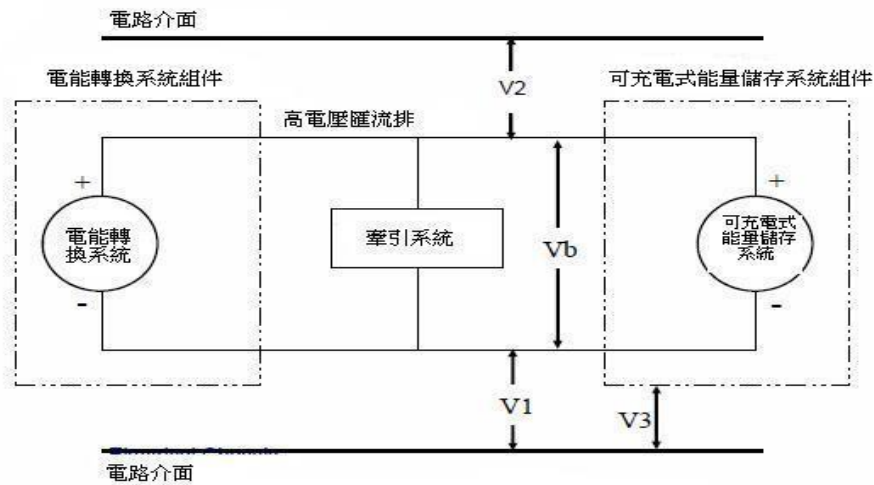 電路介面
電能轉換系統組件
可充電式能量儲存系統組件
V2
高電壓匯流排
+
+
電能轉
換系統
牽引系統
Vb
可充電式
能量儲存
系統
-
-
V1
V3
電路介面